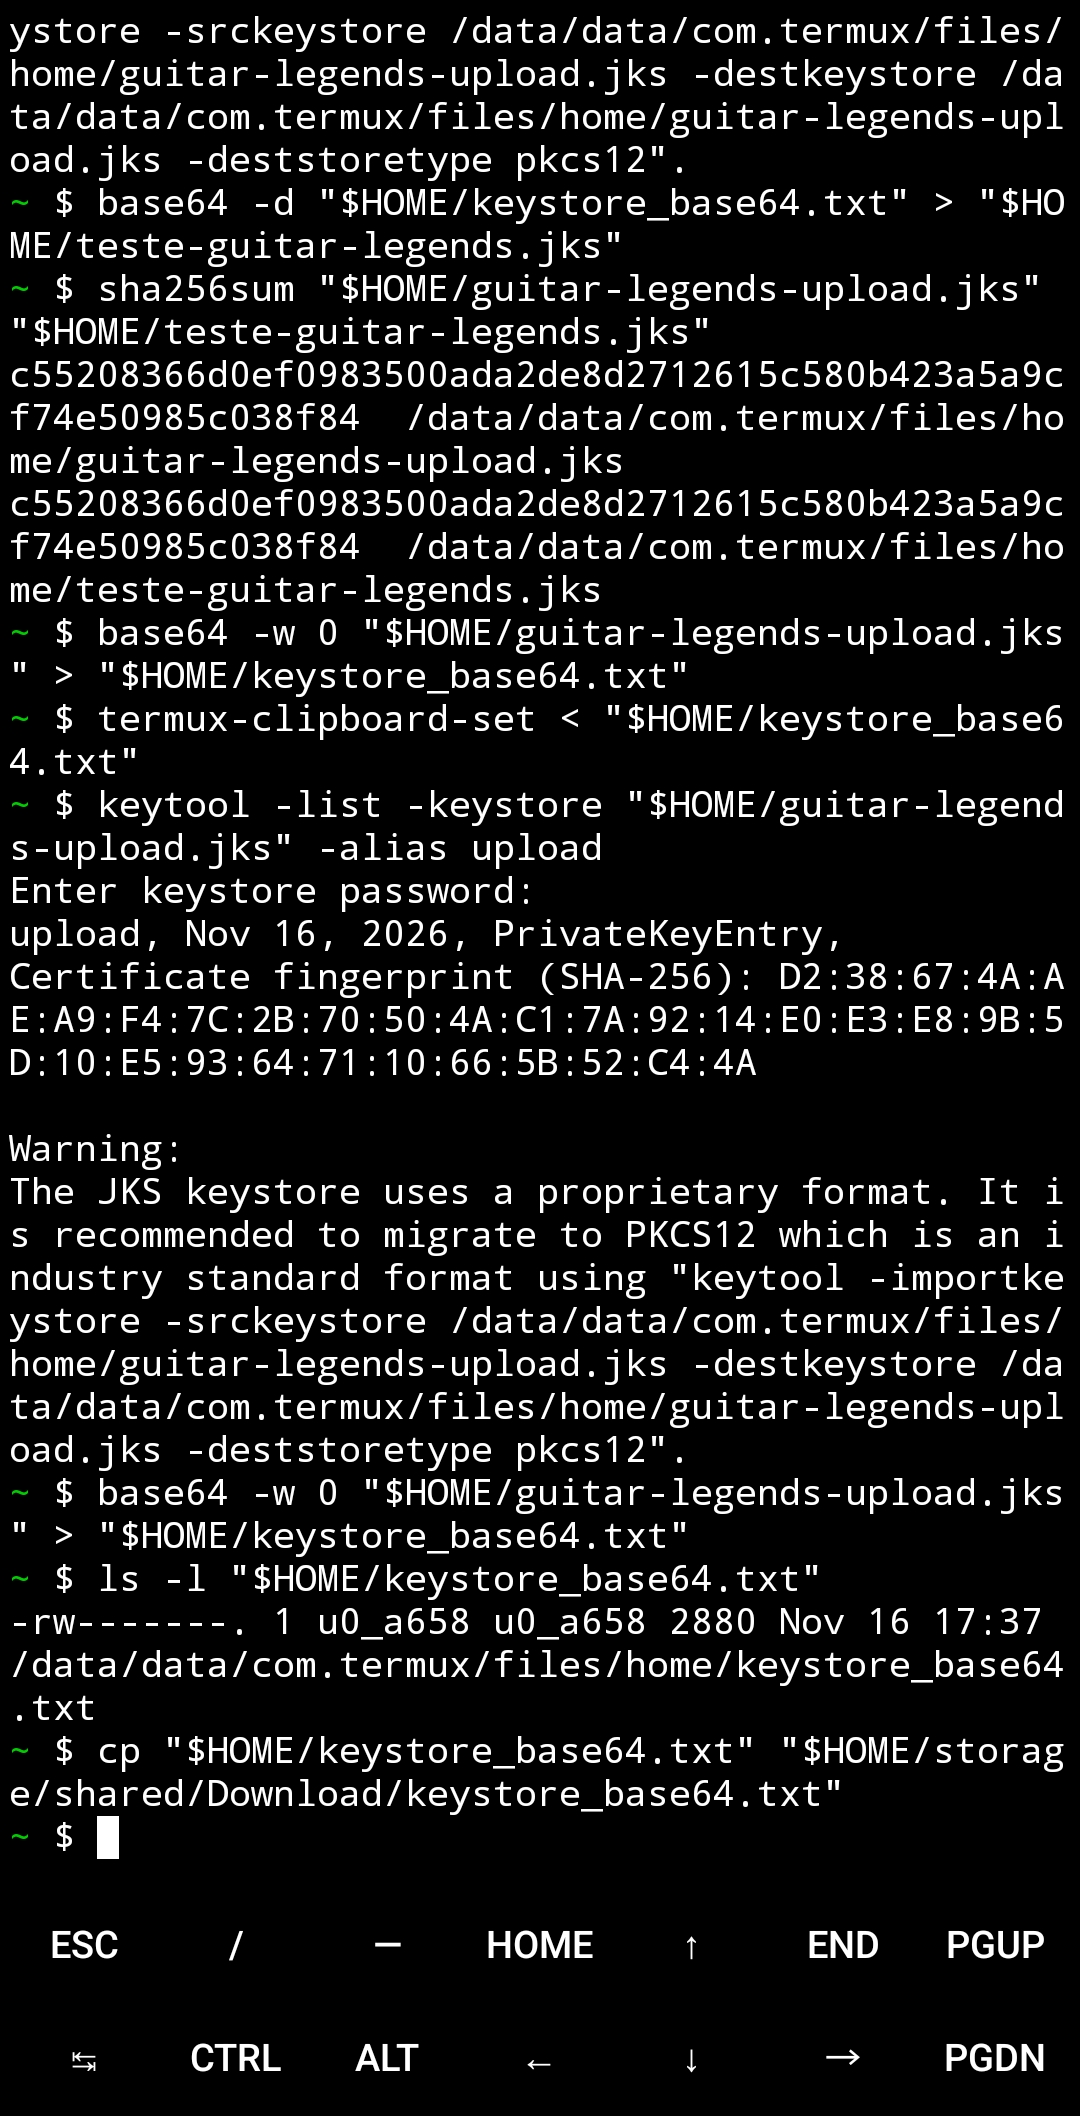 ystore -srckeystore /data/data/com.termux/files/
home/guitar-legends-upload.jks -destkeystore /da
ta/data/com.termux/files/home/guitar-legends-upl
oad.jks -deststoretype pkcs12".
~ $ base64 -d "$HOME/keystore_base64.txt" > "$HO
ME/teste-guitar-legends.jks"
~ $ sha256sum "$HOME/guitar-legends-upload.jks"
"$HOME/teste-guitar-legends.jks"
c55208366d0ef0983500ada2de8d2712615c580b423a5a9c
f74e50985c038f84  /data/data/com.termux/files/ho
me/guitar-legends-upload.jks
c55208366d0ef0983500ada2de8d2712615c580b423a5a9c
f74e50985c038f84  /data/data/com.termux/files/ho
me/teste-guitar-legends.jks
~ $ base64 -w 0 "$HOME/guitar-legends-upload.jks
" > "$HOME/keystore_base64.txt"
~ $ termux-clipboard-set < "$HOME/keystore_base6
4.txt"
~ $ keytool -list -keystore "$HOME/guitar-legend
s-upload.jks" -alias upload
Enter keystore password:
upload, Nov 16, 2026, PrivateKeyEntry,
Certificate fingerprint (SHA-256): D2:38:67:4A:A
E:A9:F4:7C:2B:70:50:4A:C1:7A:92:14:E0:E3:E8:9B:5
D:10:E5:93:64:71:10:66:5B:52:C4:4A

Warning:
The JKS keystore uses a proprietary format. It i
s recommended to migrate to PKCS12 which is an i
ndustry standard format using "keytool -importke
ystore -srckeystore /data/data/com.termux/files/
home/guitar-legends-upload.jks -destkeystore /da
ta/data/com.termux/files/home/guitar-legends-upl
oad.jks -deststoretype pkcs12".
~ $ base64 -w 0 "$HOME/guitar-legends-upload.jks
" > "$HOME/keystore_base64.txt"
~ $ ls -l "$HOME/keystore_base64.txt"
-rw-------. 1 u0_a658 u0_a658 2880 Nov 16 17:37
/data/data/com.termux/files/home/keystore_base64
.txt
~ $ cp "$HOME/keystore_base64.txt" "$HOME/storag
e/shared/Download/keystore_base64.txt"
~ $
ESC / — HOME ↑ END PGUP
↹ CTRL ALT ← ↓ → PGDN